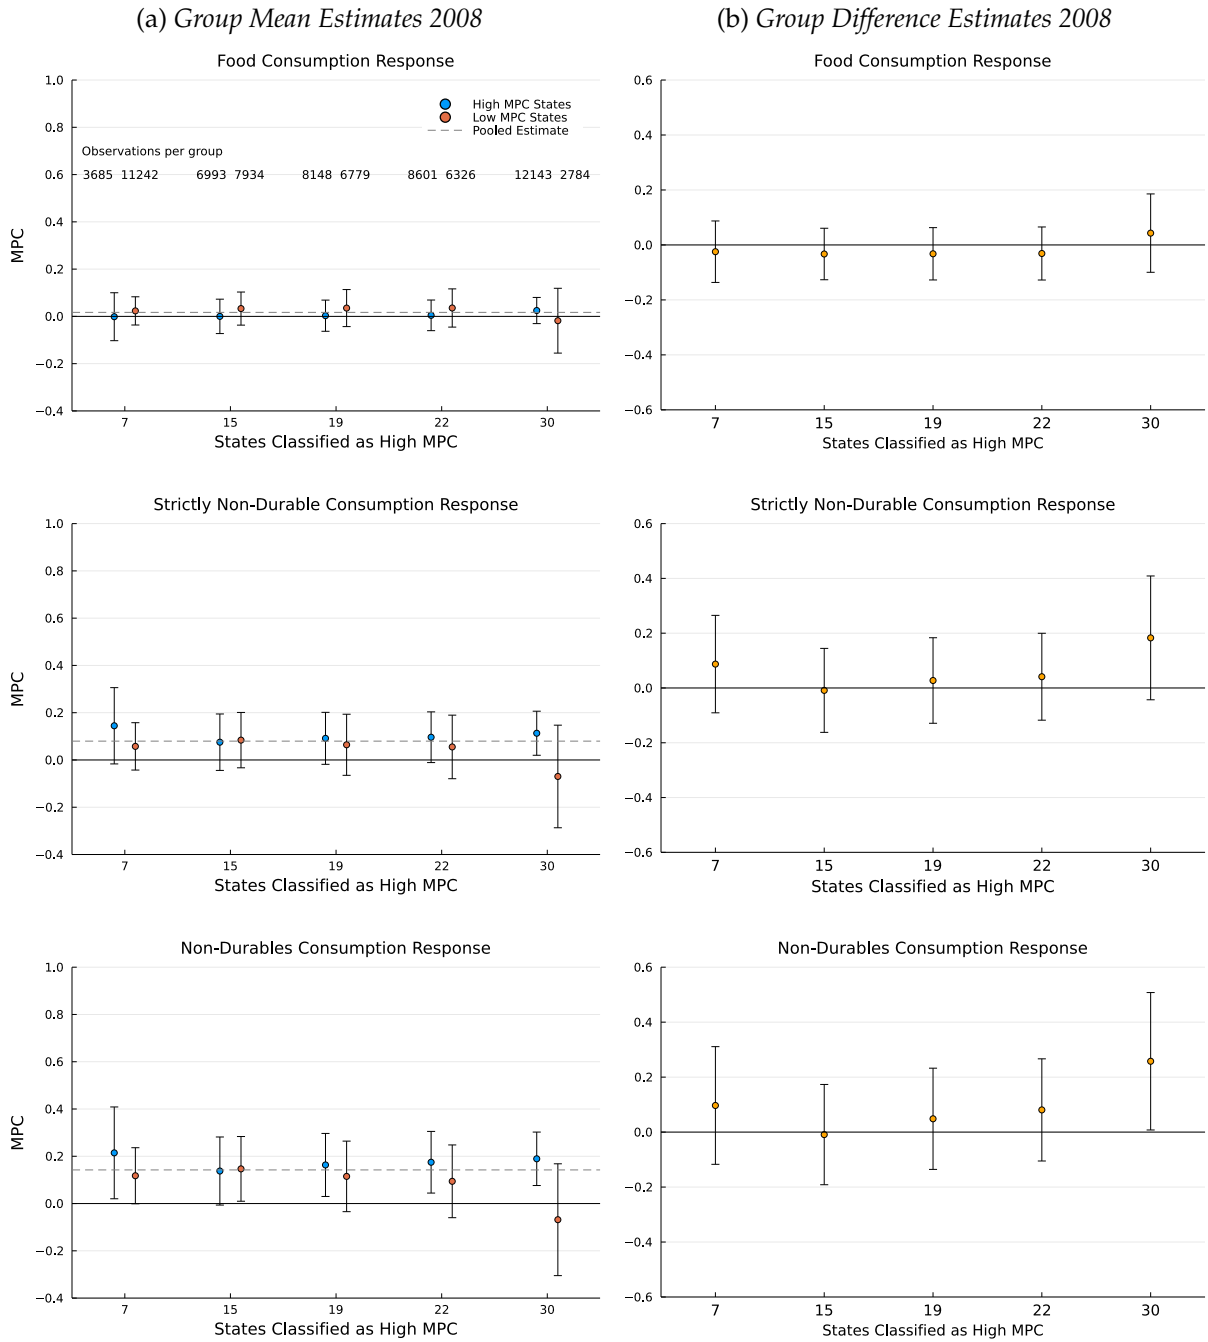 (a) Group Mean Estimates 2008
(b) Group Difference Estimates 2008
Food Consumption Response
1.0
0.8
0.6
0.4
0.2
0.0
−0.2
−0.4
MPC
High MPC States
Low MPC States
Pooled Estimate
Observations per group
3685 11242 6993 7934 8148 6779 8601 6326 12143 2784
7 15 19 22 30
States Classified as High MPC
Food Consumption Response
0.6
0.4
0.2
0.0
−0.2
−0.4
−0.6
7 15 19 22 30
States Classified as High MPC
Strictly Non-Durable Consumption Response
1.0
0.8
0.6
0.4
0.2
0.0
−0.2
−0.4
MPC
7 15 19 22 30
States Classified as High MPC
Strictly Non-Durable Consumption Response
0.6
0.4
0.2
0.0
−0.2
−0.4
−0.6
7 15 19 22 30
States Classified as High MPC
Non-Durables Consumption Response
1.0
0.8
0.6
0.4
0.2
0.0
−0.2
−0.4
MPC
7 15 19 22 30
States Classified as High MPC
Non-Durables Consumption Response
0.6
0.4
0.2
0.0
−0.2
−0.4
−0.6
7 15 19 22 30
States Classified as High MPC